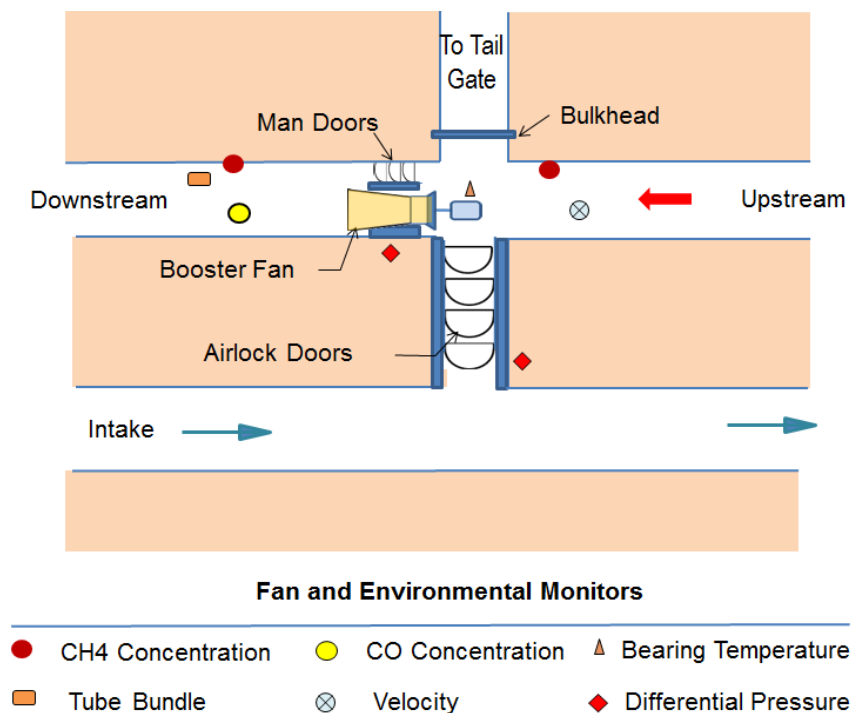 To Tail
Gate
Man Doors
Bulkhead
Downstream
Upstream
Booster Fan
Airlock Doors
Intake
Fan and Environmental Monitors
CH4 Concentration
CO Concentration
Bearing Temperature
Tube Bundle
Velocity
Differential Pressure